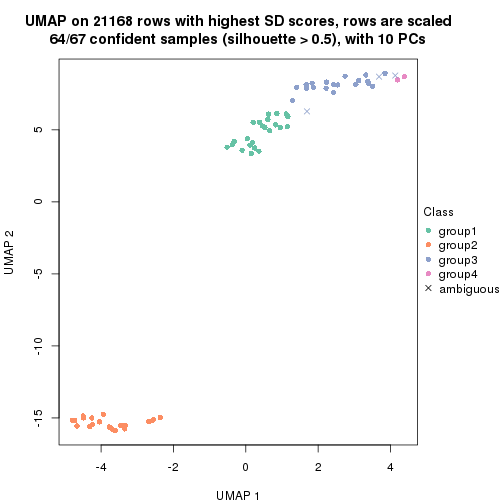 UMAP on 21168 rows with highest SD scores, rows are scaled
64/67 confident samples (silhouette > 0.5), with 10 PCs
5
0
-5
-10
-15
UMAP 2
-4
-2
0
2
4
UMAP 1
Class
group1
group2
group3
group4
ambiguous